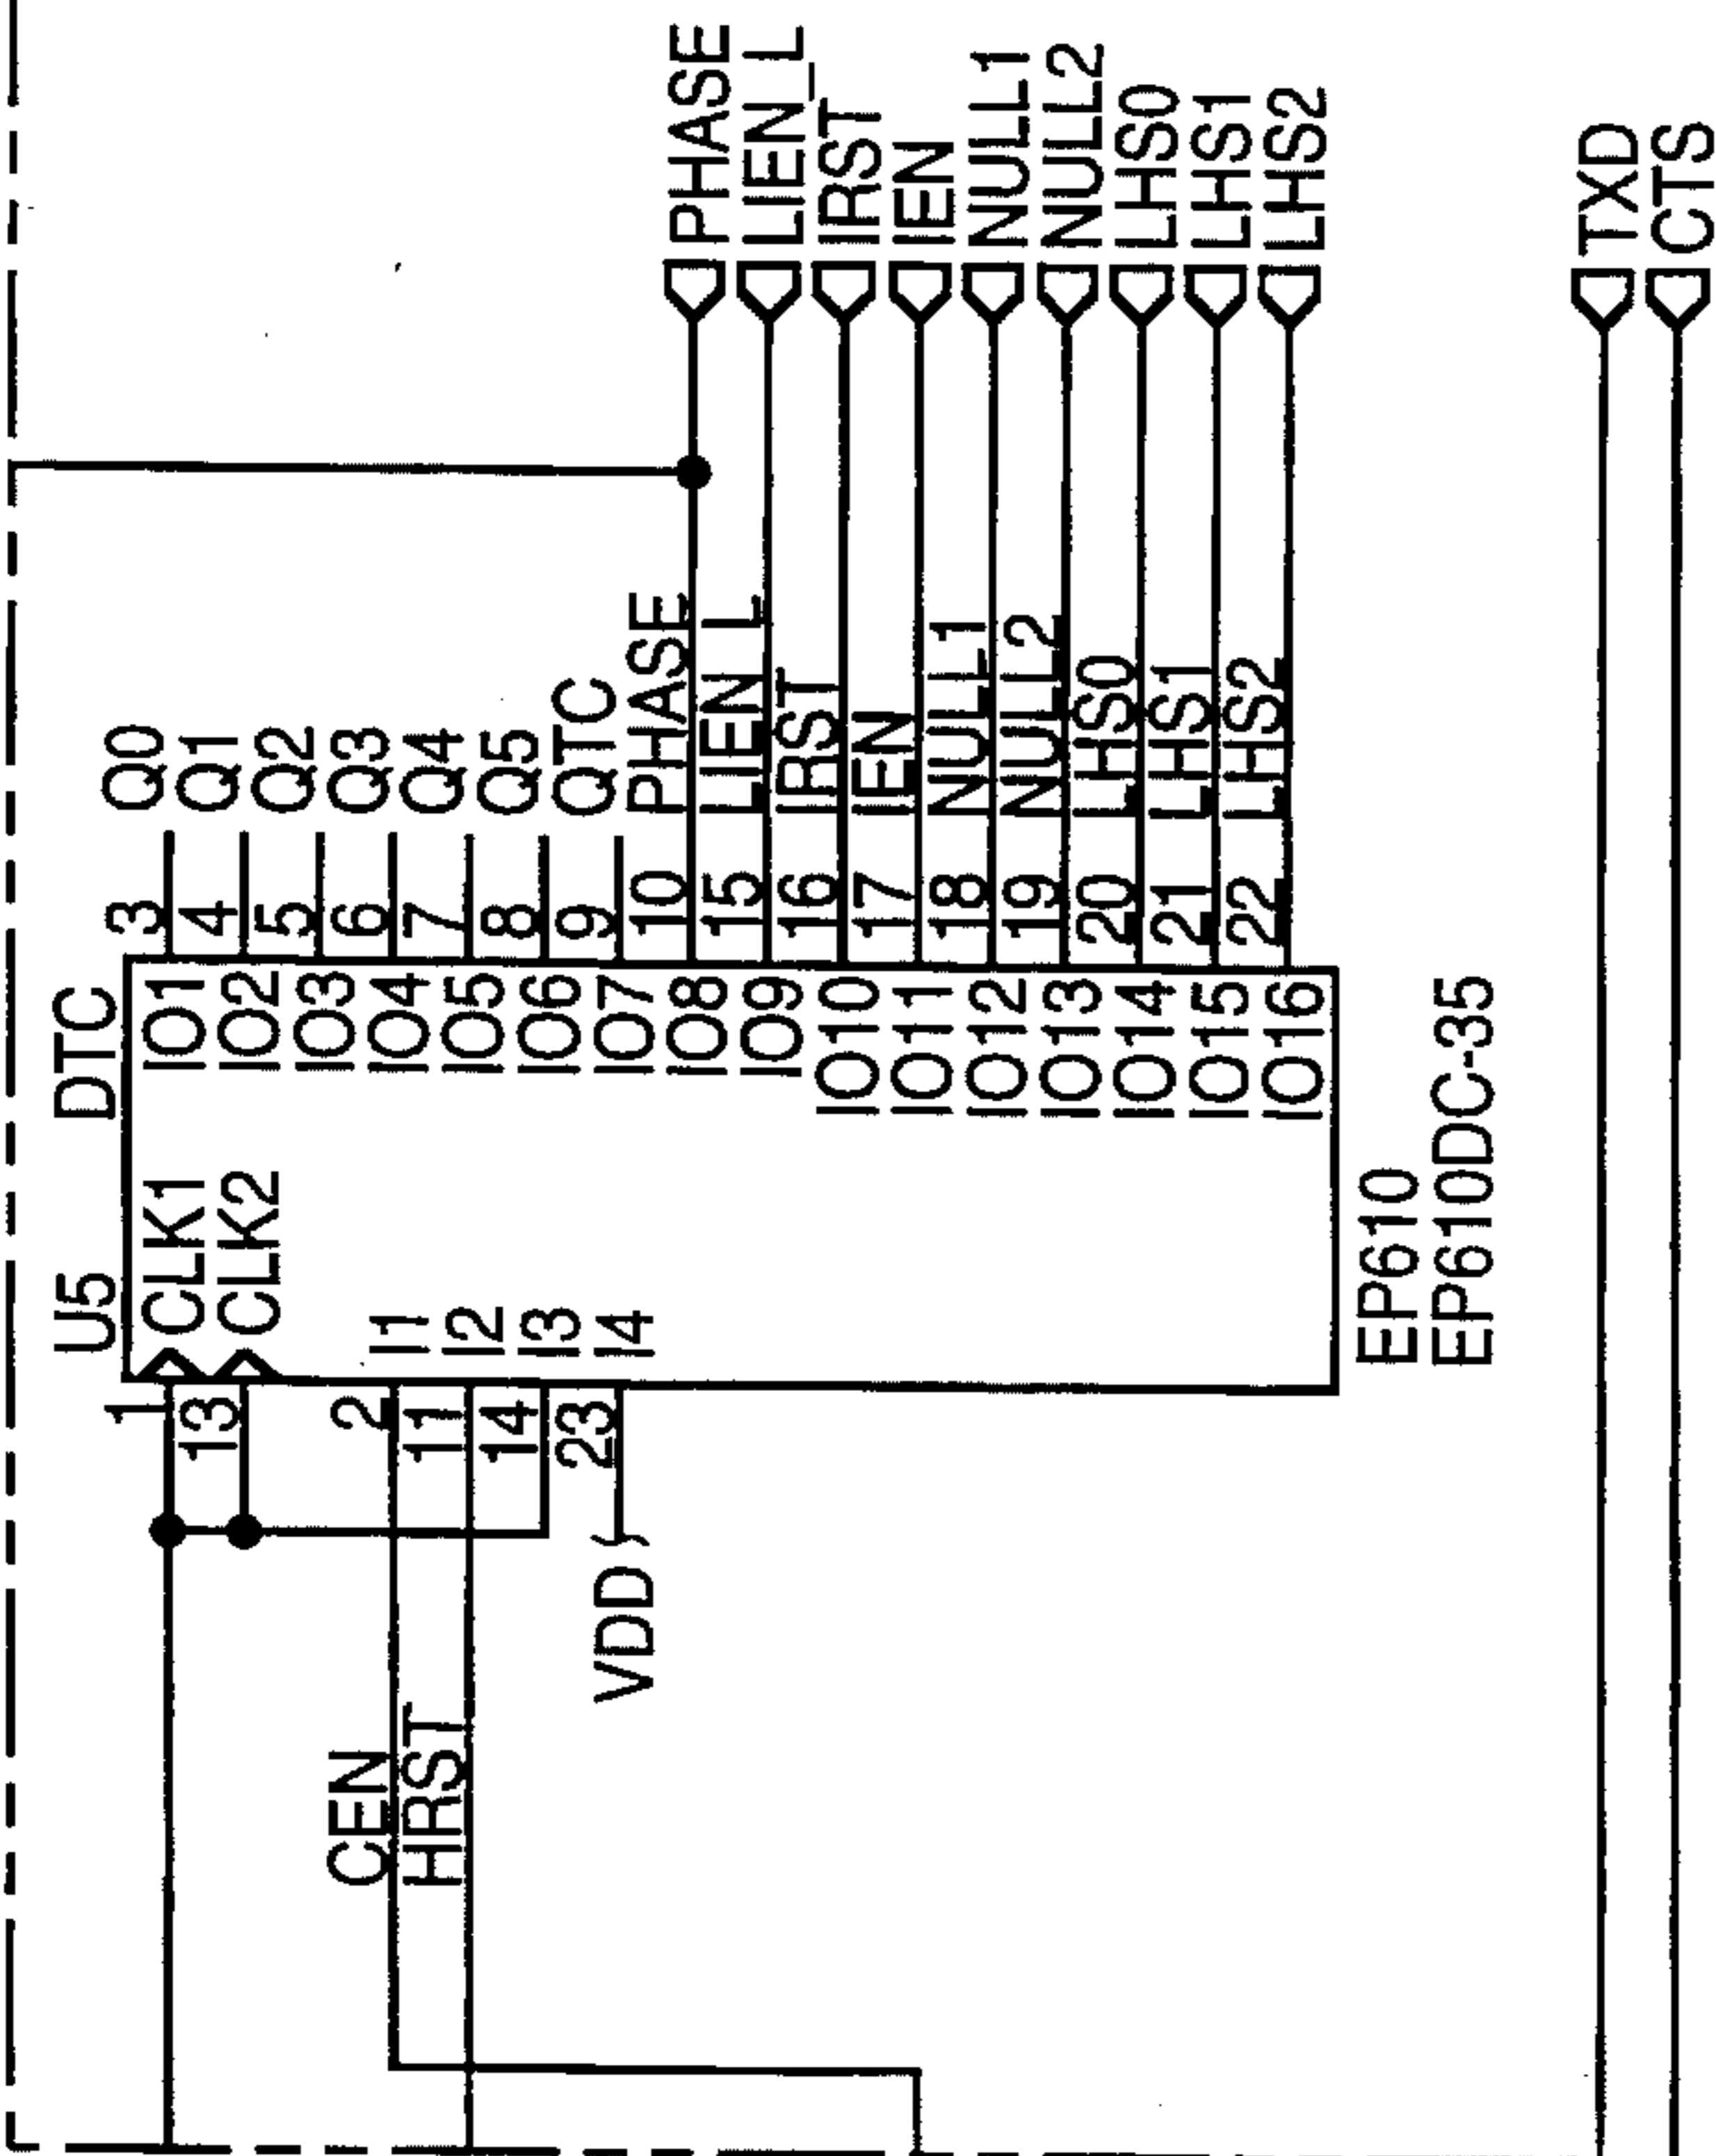 U5 DTC
1 CLK1 IO1 3 Q0
13 CLK2 IO2 4 Q1
IO3 5 Q2
CEN 2 I1 IO4 6 Q3
HRST 11 I2 IO5 7 Q4
14 I3 IO6 8 Q5
VDD 23 I4 IO7 9 QTC
IO8 10 PHASE PHASE
IO9 15 LIEN_L LIEN_L
IO10 16 IRST IRST
IO11 17 IEN IEN
IO12 18 NULL1 NULL1
IO13 19 NULL2 NULL2
IO14 20 LHS0 LHS0
IO15 21 LHS1 LHS1
IO16 22 LHS2 LHS2
EP610
EP610DC-35
TXD
CTS